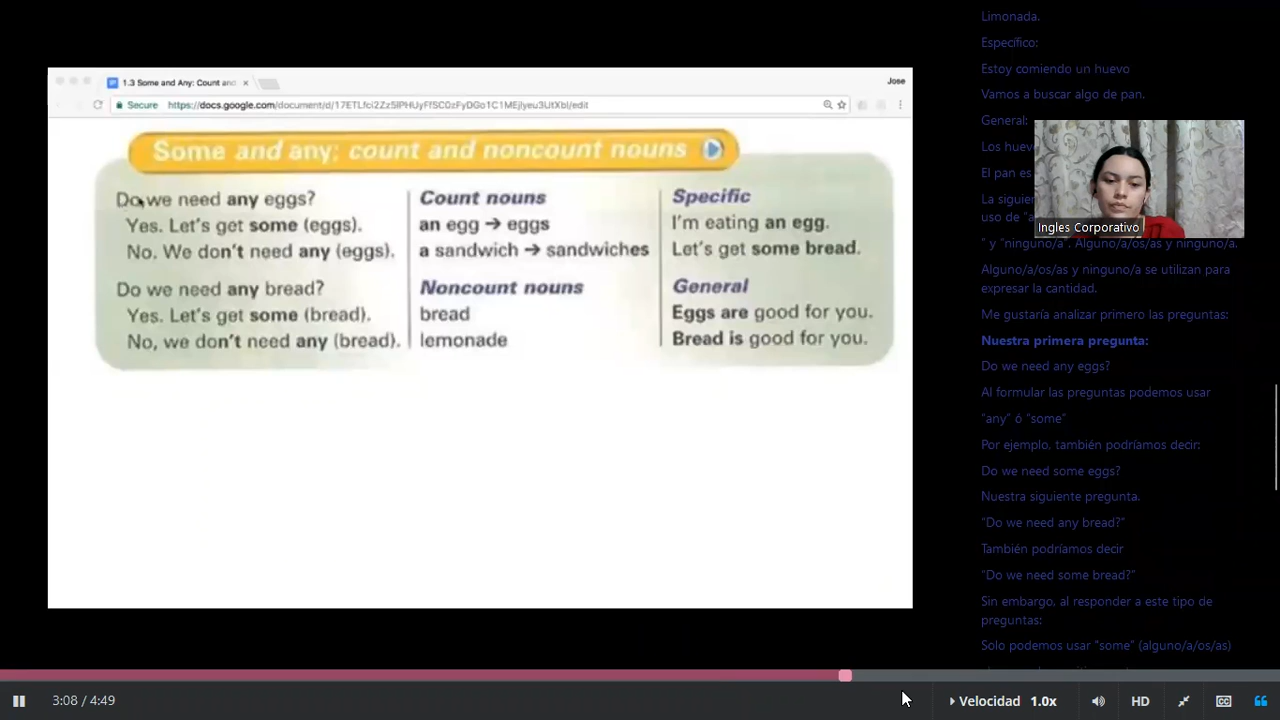 1.3 Some and Any: Count and
Jose
Secure
https://docs.google.com/document/d/17ETLfci2Zz5lPHUyFfSC0zFyDGo1C1MEjlyeu3UtXbI/edit
Some and any; count and noncount nouns
Do we need any eggs?
Yes. Let's get some (eggs).
No. We don't need any (eggs).
Do we need any bread?
Yes. Let's get some (bread).
No, we don't need any (bread).
Count nouns
an egg → eggs
a sandwich → sandwiches
Noncount nouns
bread
lemonade
Specific
I'm eating an egg.
Let's get some bread.
General
Eggs are good for you.
Bread is good for you.
Limonada.
Específico:
Estoy comiendo un huevo
Vamos a buscar algo de pan.
General:
Los
El pan es
La
uso de
" y "ninguno/a". Alguno/a/os/as y ninguno/a.
Alguno/a/os/as y ninguno/a se utilizan para
expresar la cantidad.
Me gustaría analizar primero las preguntas:
Nuestra primera pregunta:
Do we need any eggs?
Al formular las preguntas podemos usar
"any" ó "some"
Por ejemplo, también podríamos decir:
Do we need some eggs?
Nuestra siguiente pregunta.
"Do we need any bread?"
También podríamos decir
"Do we need some bread?"
Sin embargo, al responder a este tipo de
preguntas:
Solo podemos usar "some" (alguno/a/os/as)
Ingles Corporativo
3:08 / 4:49
Velocidad 1.0x
HD
CC